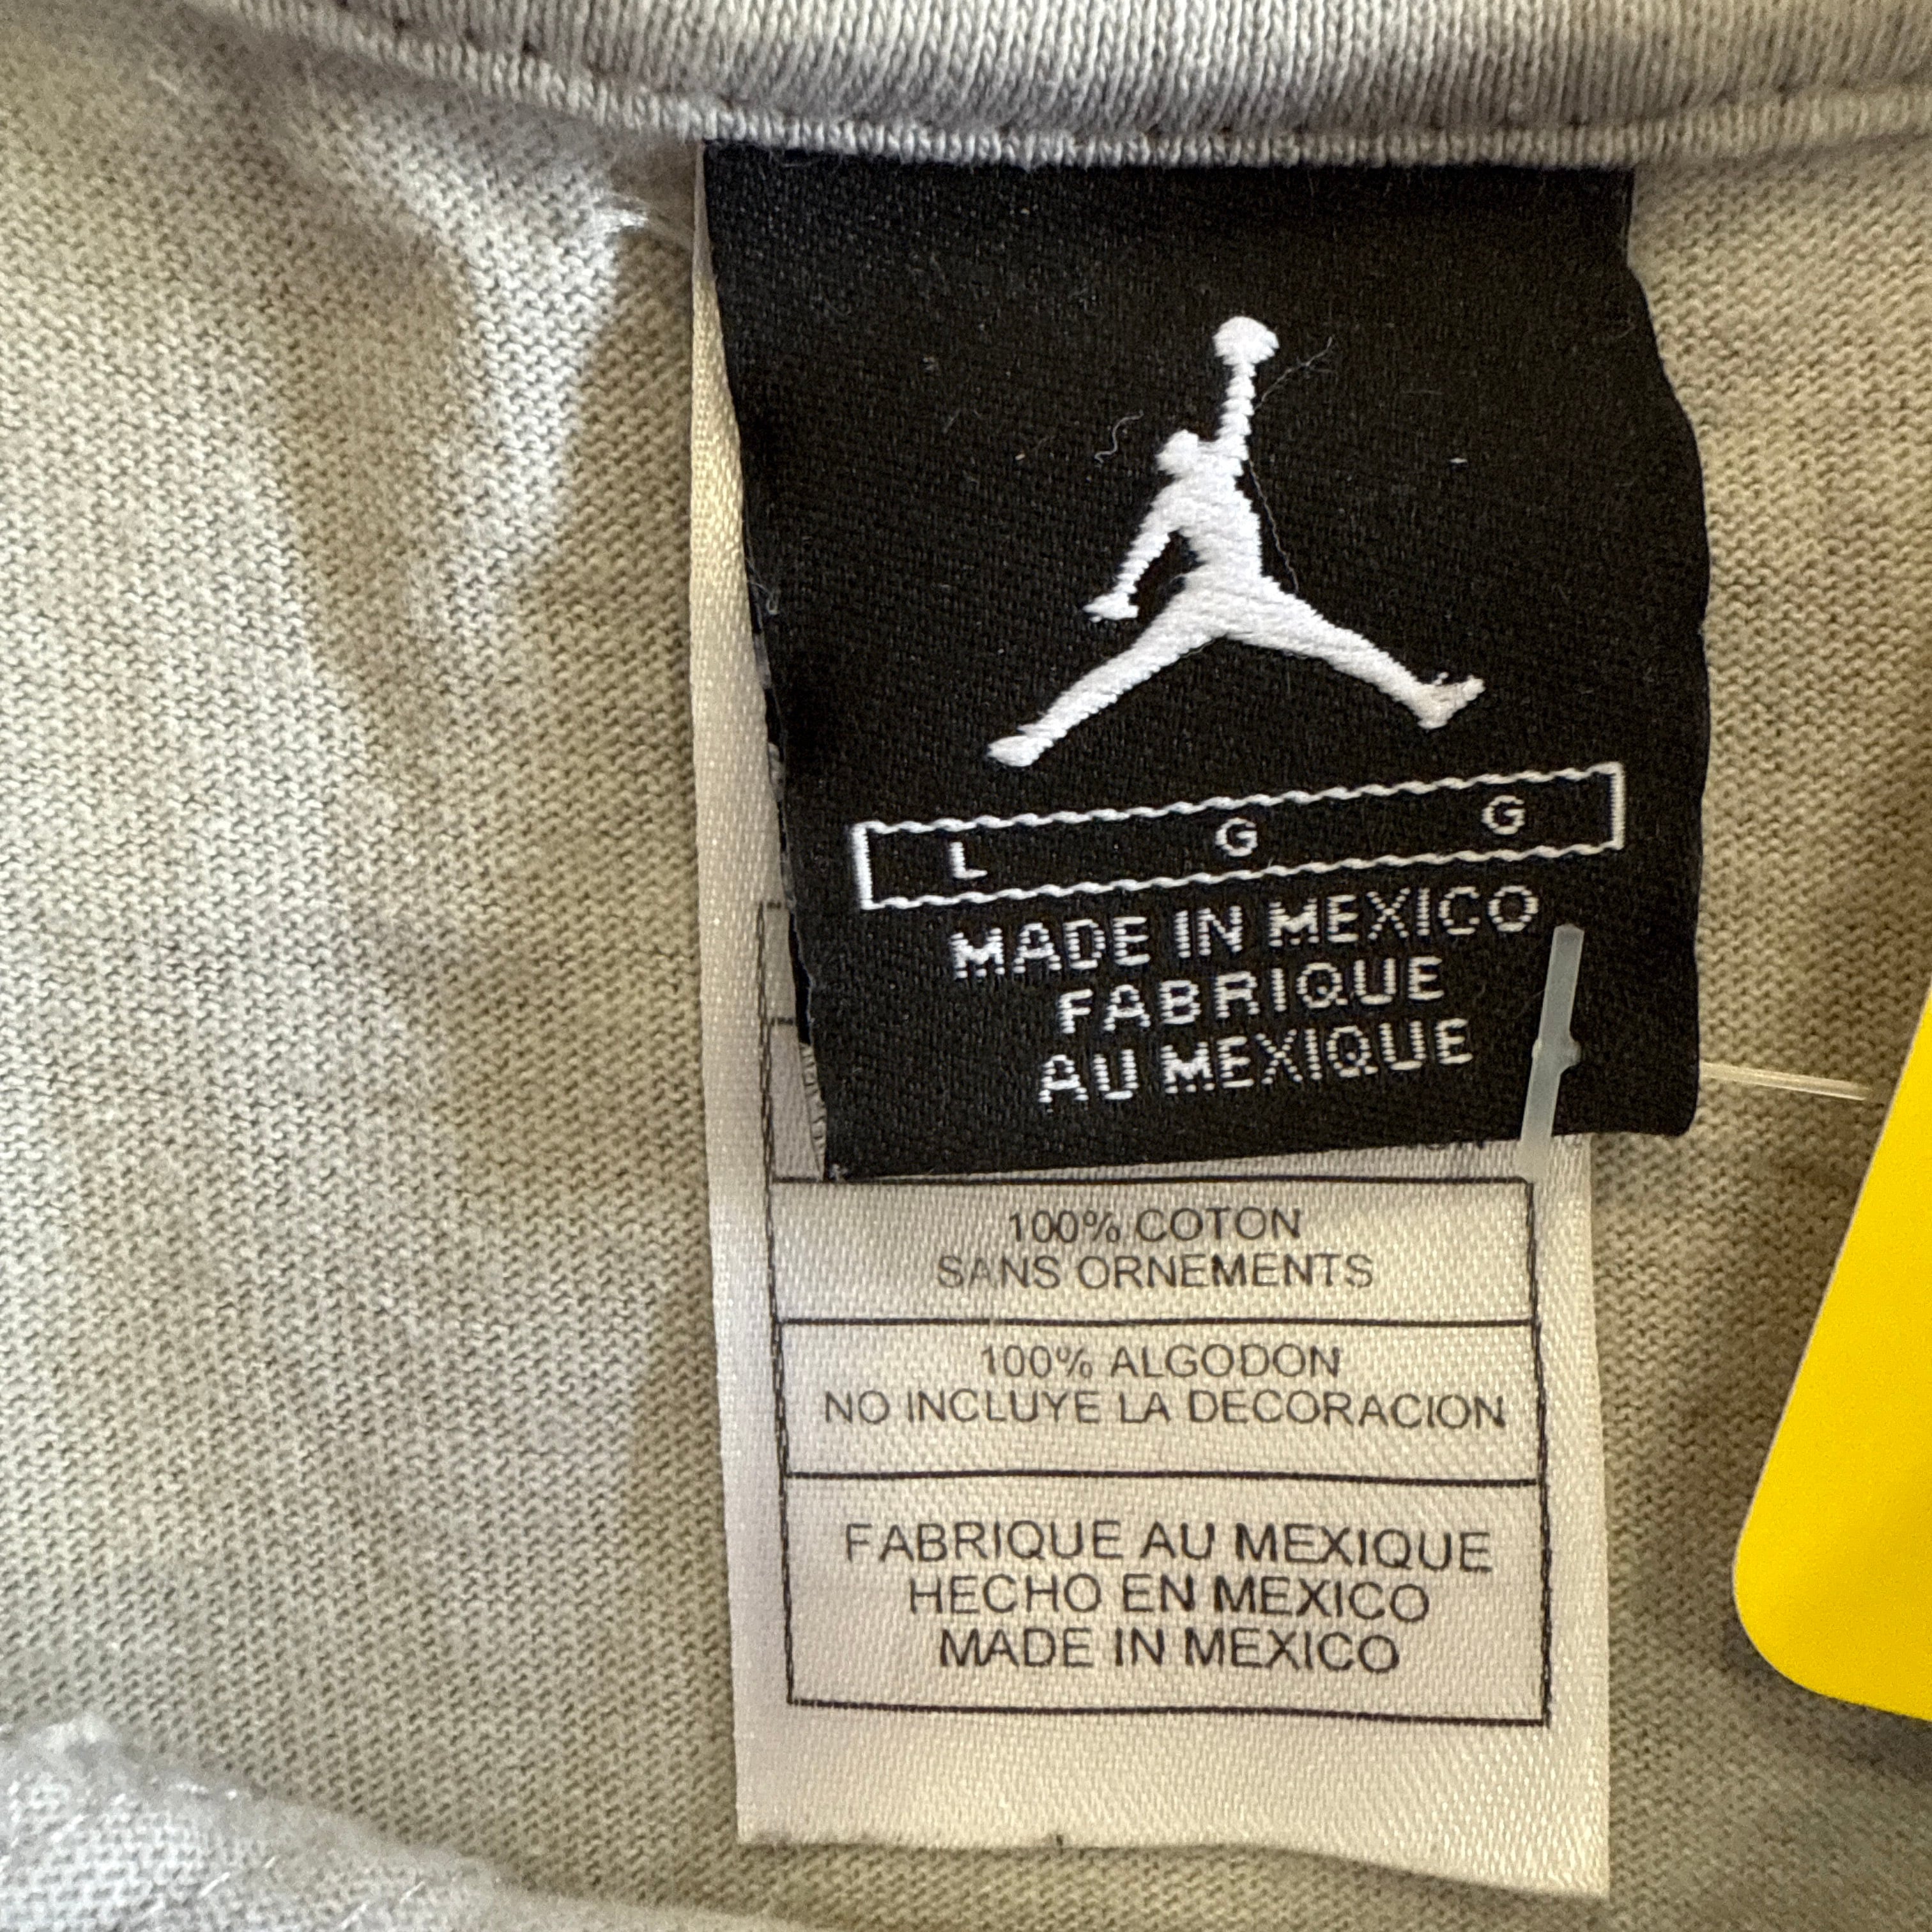 L G G
MADE IN MEXICO
FABRIQUE
AU MEXIQUE
100% COTON
SANS ORNEMENTS
100% ALGODON
NO INCLUYE LA DECORACION
FABRIQUE AU MEXIQUE
HECHO EN MEXICO
MADE IN MEXICO